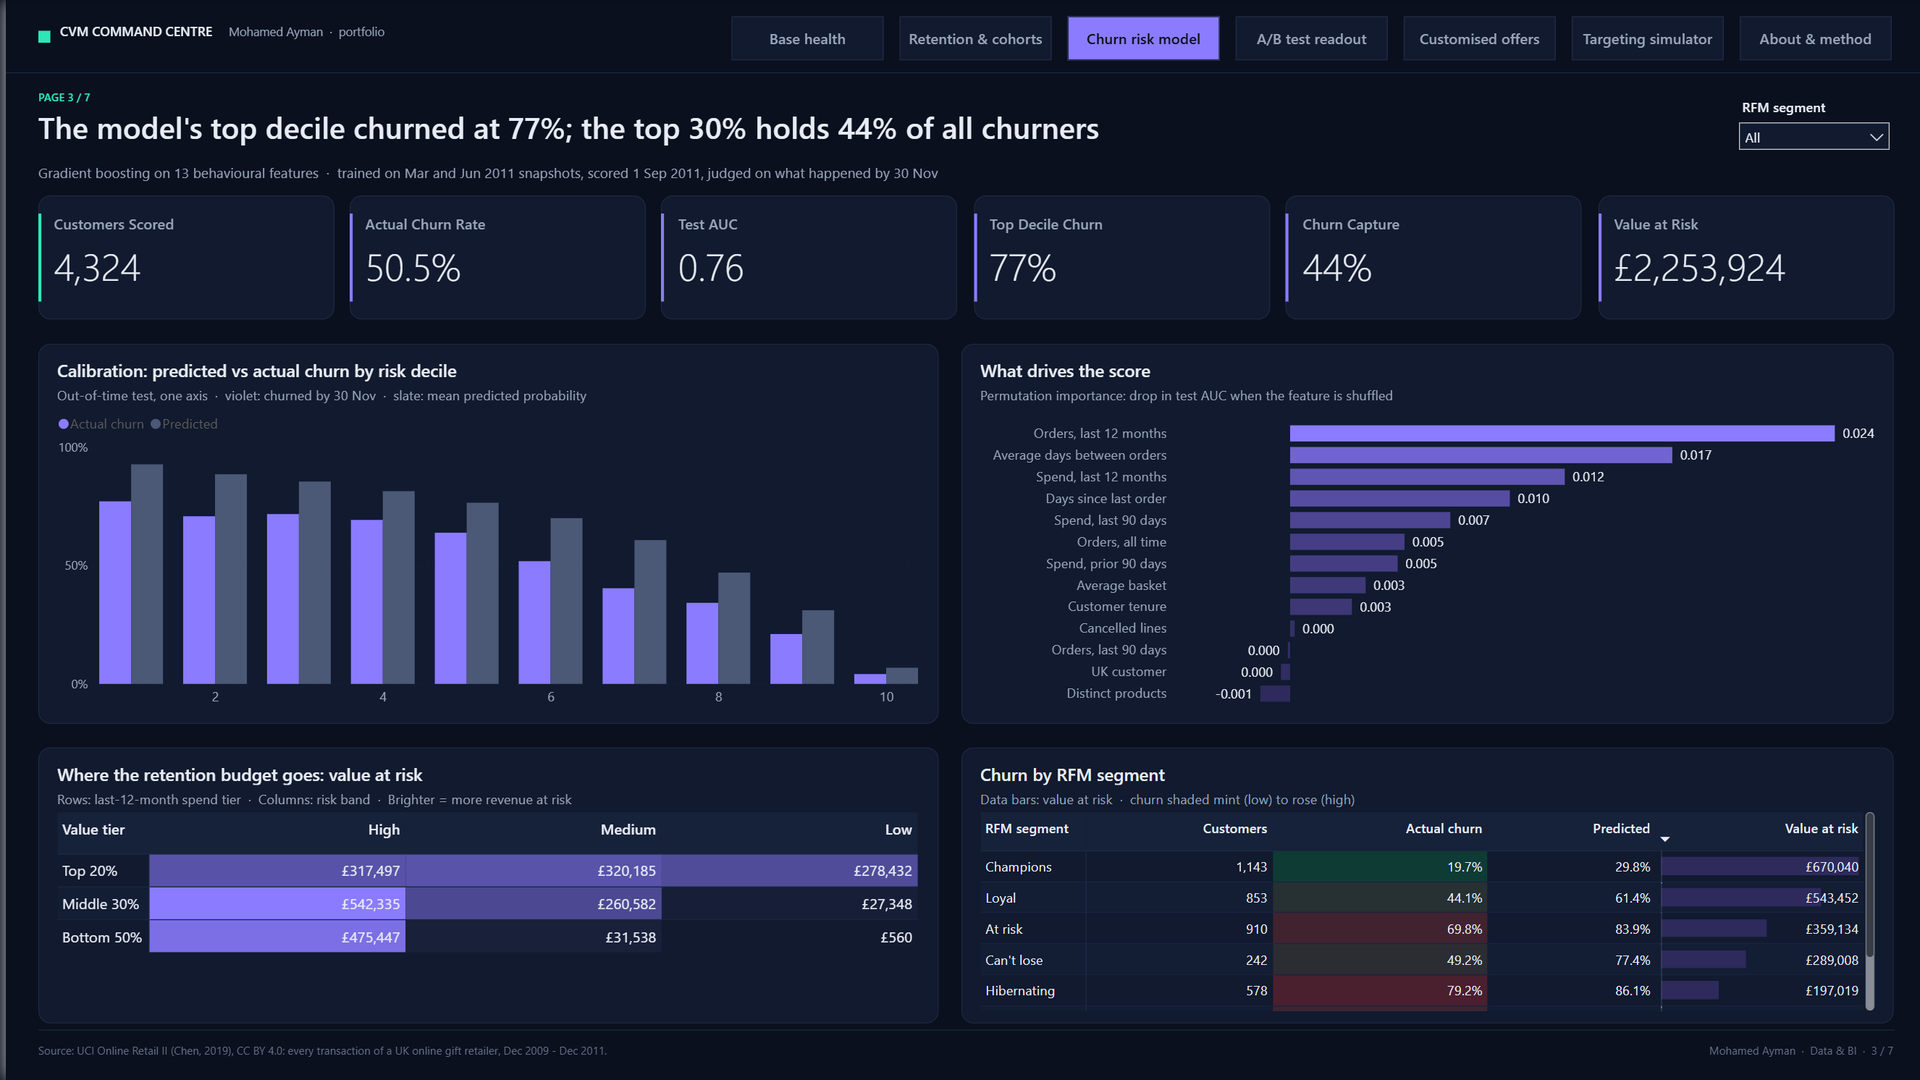 CVM COMMAND CENTRE Mohamed Ayman · portfolio
Base health
Retention & cohorts
Churn risk model
A/B test readout
Customised offers
Targeting simulator
About & method
PAGE 3 / 7
The model's top decile churned at 77%; the top 30% holds 44% of all churners
Gradient boosting on 13 behavioural features · trained on Mar and Jun 2011 snapshots, scored 1 Sep 2011, judged on what happened by 30 Nov
RFM segment
All
Customers Scored
4,324
Actual Churn Rate
50.5%
Test AUC
0.76
Top Decile Churn
77%
Churn Capture
44%
Value at Risk
£2,253,924
Calibration: predicted vs actual churn by risk decile
Out-of-time test, one axis · violet: churned by 30 Nov · slate: mean predicted probability
Actual churn Predicted
100%
50%
0%
2 4 6 8 10
What drives the score
Permutation importance: drop in test AUC when the feature is shuffled
Orders, last 12 months 0.024
Average days between orders 0.017
Spend, last 12 months 0.012
Days since last order 0.010
Spend, last 90 days 0.007
Orders, all time 0.005
Spend, prior 90 days 0.005
Average basket 0.003
Customer tenure 0.003
Cancelled lines 0.000
Orders, last 90 days 0.000
UK customer 0.000
Distinct products -0.001
Where the retention budget goes: value at risk
Rows: last-12-month spend tier · Columns: risk band · Brighter = more revenue at risk
Value tier High Medium Low
Top 20% £317,497 £320,185 £278,432
Middle 30% £542,335 £260,582 £27,348
Bottom 50% £475,447 £31,538 £560
Churn by RFM segment
Data bars: value at risk · churn shaded mint (low) to rose (high)
RFM segment Customers Actual churn Predicted Value at risk
Champions 1,143 19.7% 29.8% £670,040
Loyal 853 44.1% 61.4% £543,452
At risk 910 69.8% 83.9% £359,134
Can't lose 242 49.2% 77.4% £289,008
Hibernating 578 79.2% 86.1% £197,019
Source: UCI Online Retail II (Chen, 2019), CC BY 4.0: every transaction of a UK online gift retailer, Dec 2009 - Dec 2011.
Mohamed Ayman · Data & BI · 3 / 7